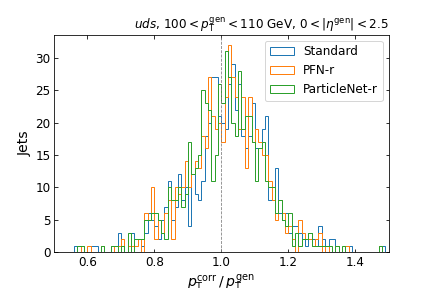 uds, 100 < p_T^gen < 110 GeV, 0 < |η^gen| < 2.5
Standard
PFN-r
ParticleNet-r
Jets
30
25
20
15
10
5
0
0.6 0.8 1.0 1.2 1.4
p_T^corr / p_T^gen